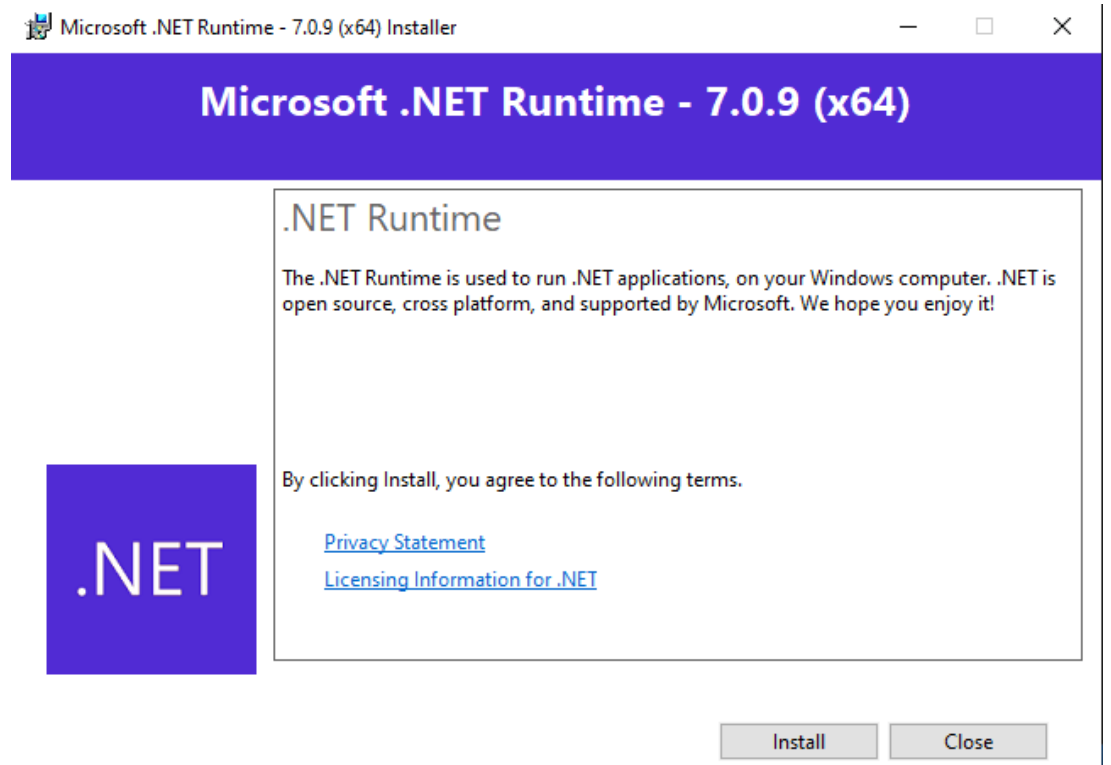 Microsoft .NET Runtime - 7.0.9 (x64) Installer
Microsoft .NET Runtime - 7.0.9 (x64)
.NET Runtime
The .NET Runtime is used to run .NET applications, on your Windows computer. .NET is
open source, cross platform, and supported by Microsoft. We hope you enjoy it!
By clicking Install, you agree to the following terms.
Privacy Statement
Licensing Information for .NET
.NET
Install
Close